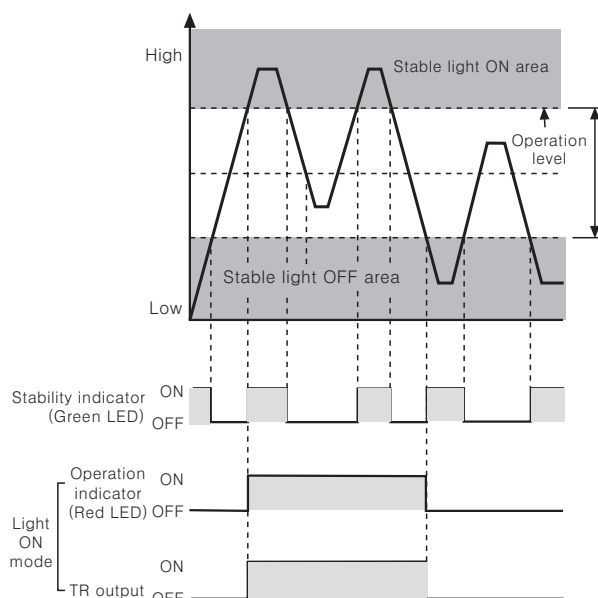 High
Stable light ON area
Operation
level
Stable light OFF area
Low
Stability indicator
(Green LED)
ON
OFF
Operation
indicator
(Red LED)
ON
OFF
Light
ON
mode
TR output
ON
OFF